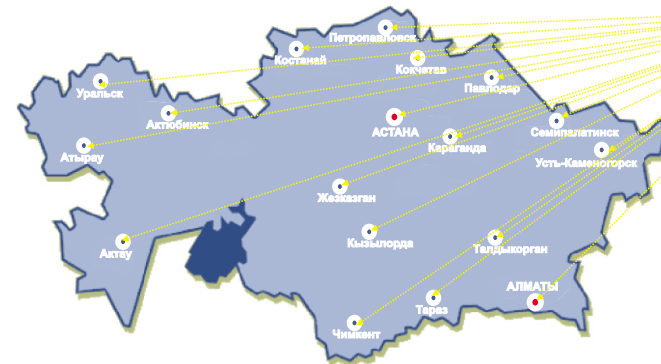 Петропавловск
Костанай
Кокчетав
Уральск
Павлодар
Актюбинск
АСТАНА
Семипалатинск
Караганда
Атырау
Усть-Каменогорск
Жезказган
Кызылорда
Талдыкорган
Актау
АЛМАТЫ
Тараз
Чимкент